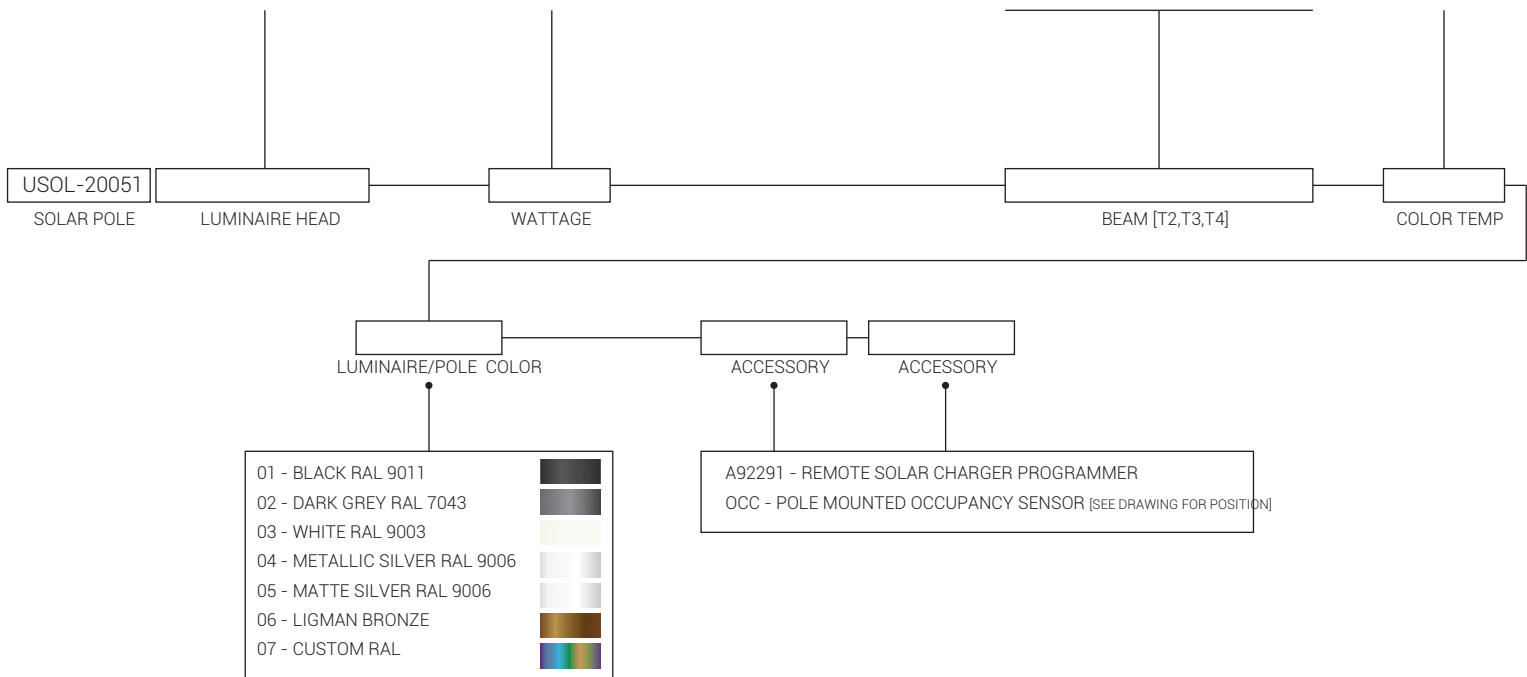 USOL-20051
SOLAR POLE LUMINAIRE HEAD WATTAGE BEAM [T2,T3,T4] COLOR TEMP
LUMINAIRE/POLE COLOR ACCESSORY ACCESSORY
01 - BLACK RAL 9011
02 - DARK GREY RAL 7043
03 - WHITE RAL 9003
04 - METALLIC SILVER RAL 9006
05 - MATTE SILVER RAL 9006
06 - LIGMAN BRONZE
07 - CUSTOM RAL
A92291 - REMOTE SOLAR CHARGER PROGRAMMER
OCC - POLE MOUNTED OCCUPANCY SENSOR [SEE DRAWING FOR POSITION]